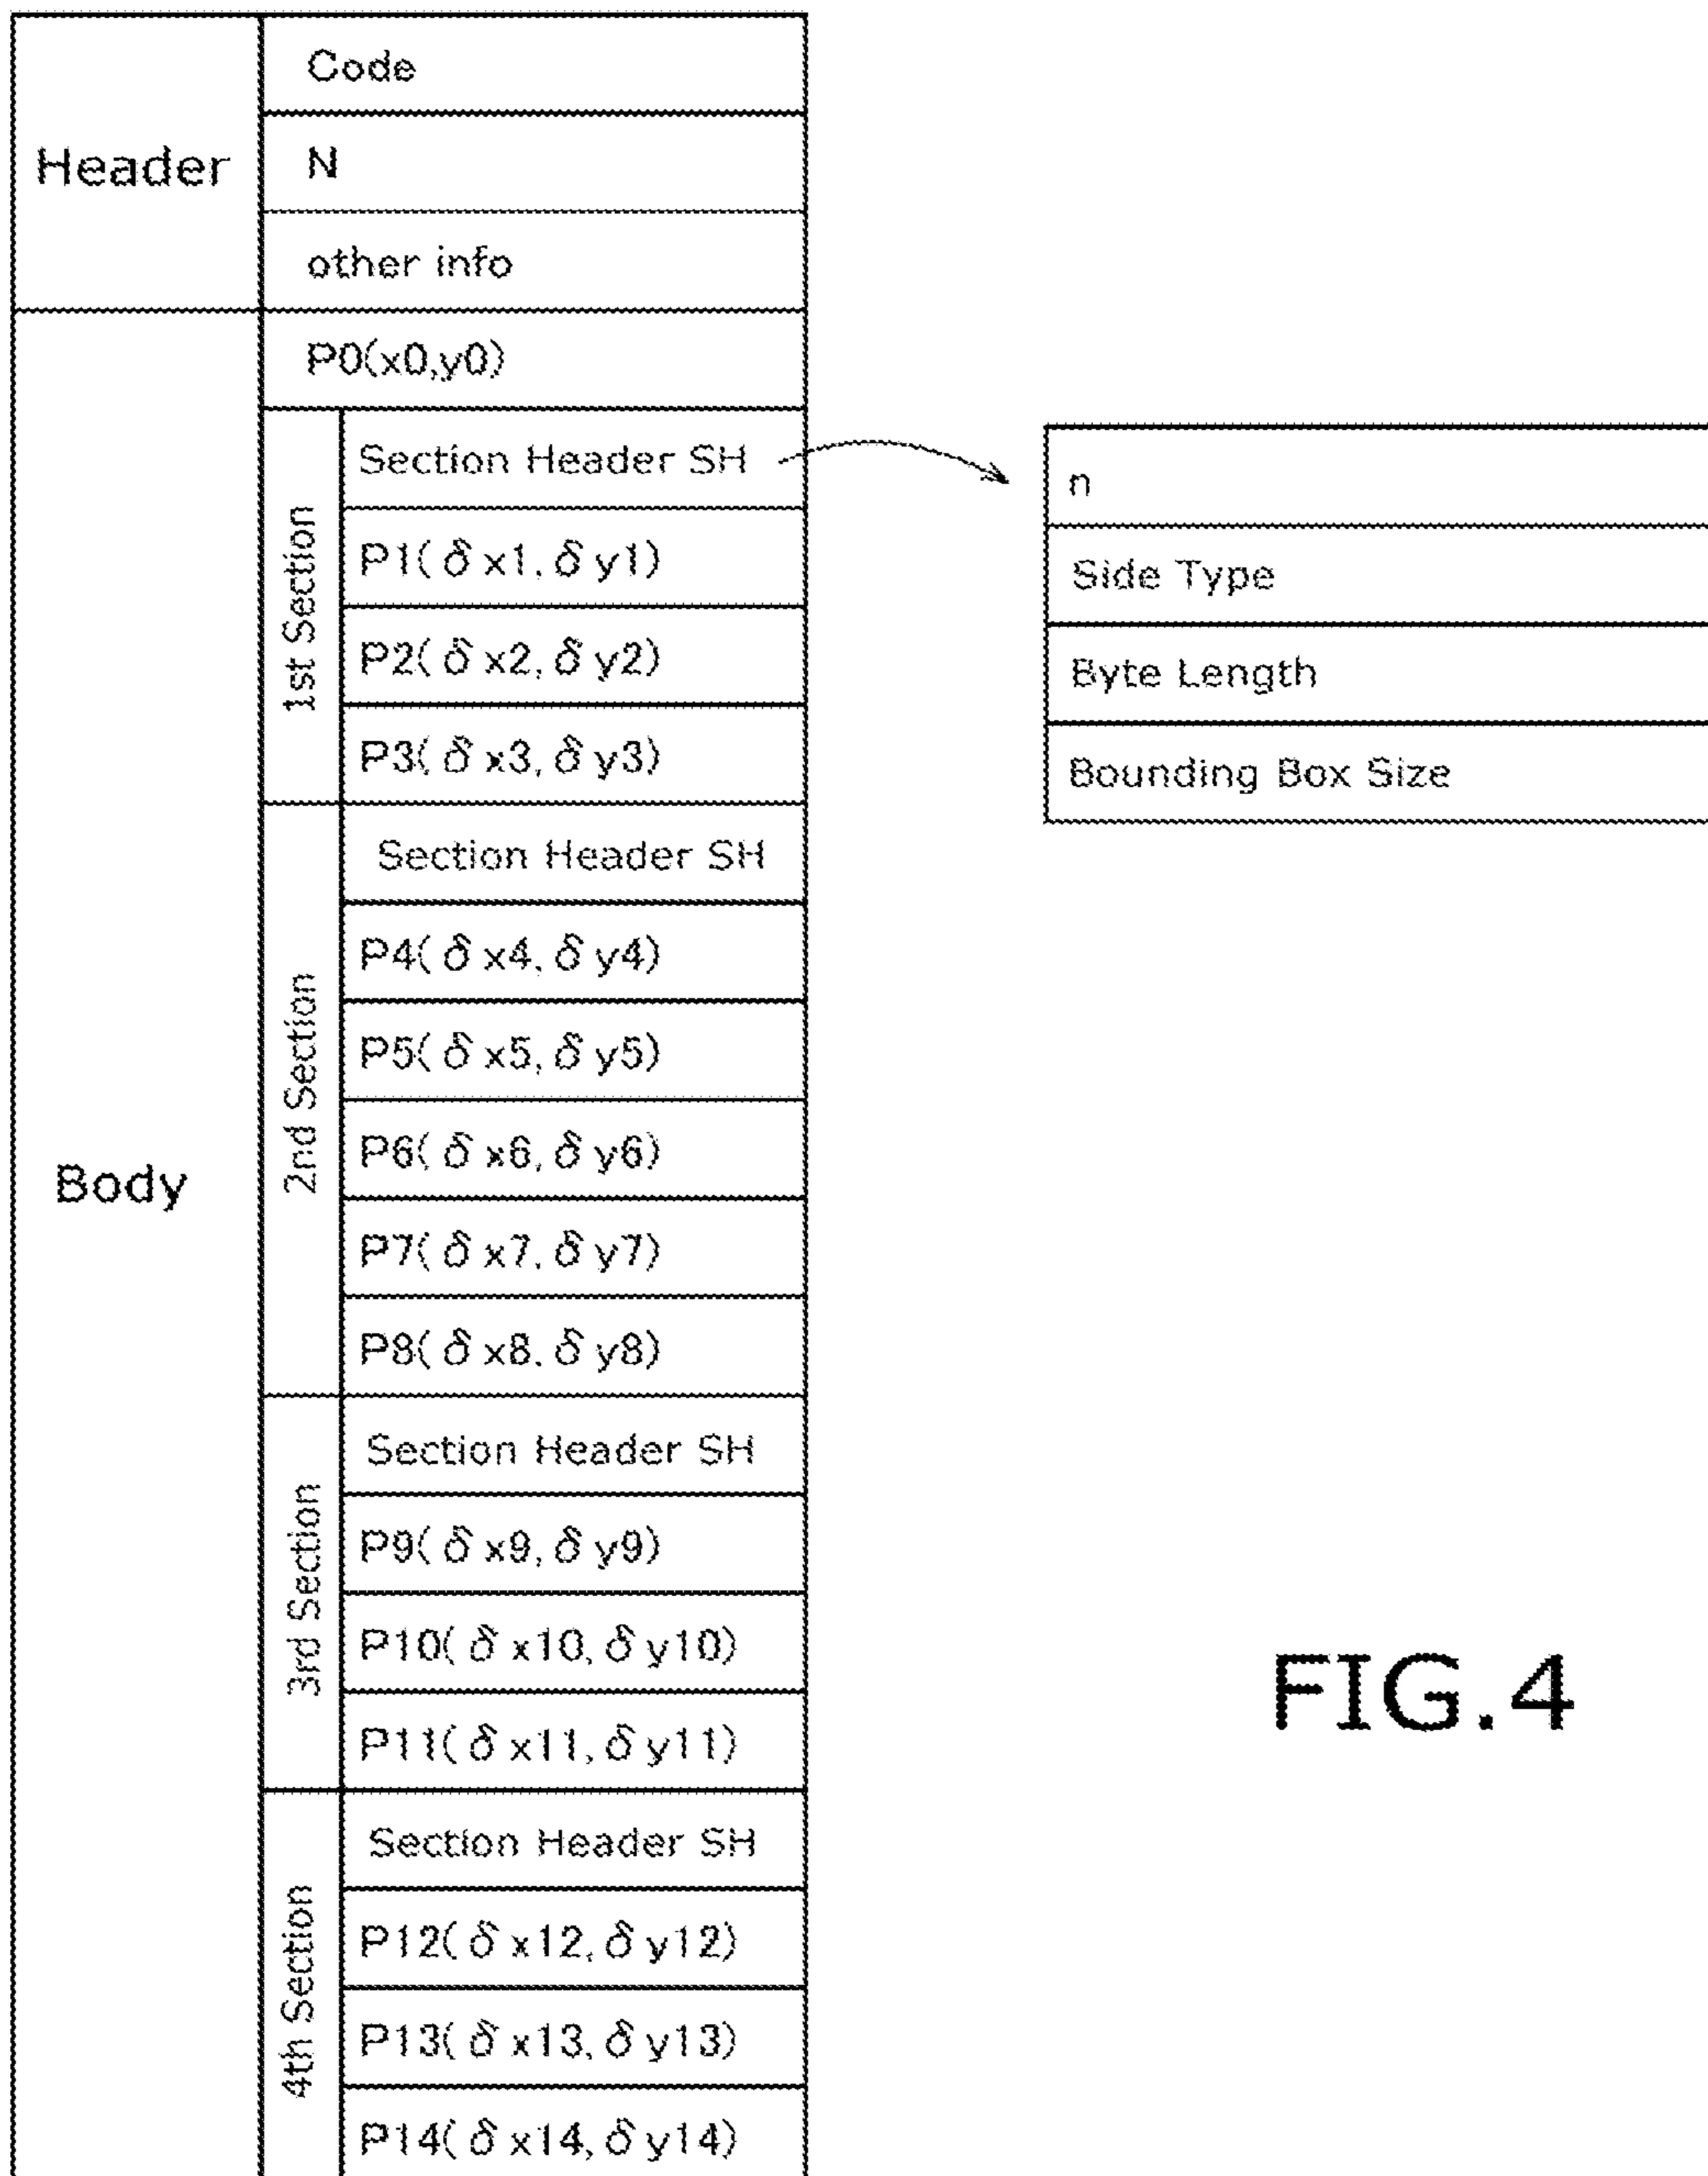 Header
Code
N
other info
Body
P0(x0,y0)
1st Section
Section Header SH
P1(δx1,δy1)
P2(δx2,δy2)
P3(δx3,δy3)
2nd Section
Section Header SH
P4(δx4,δy4)
P5(δx5,δy5)
P6(δx6,δy6)
P7(δx7,δy7)
P8(δx8,δy8)
3rd Section
Section Header SH
P9(δx9,δy9)
P10(δx10,δy10)
P11(δx11,δy11)
4th Section
Section Header SH
P12(δx12,δy12)
P13(δx13,δy13)
P14(δx14,δy14)
n
Side Type
Byte Length
Bounding Box Size
FIG.4